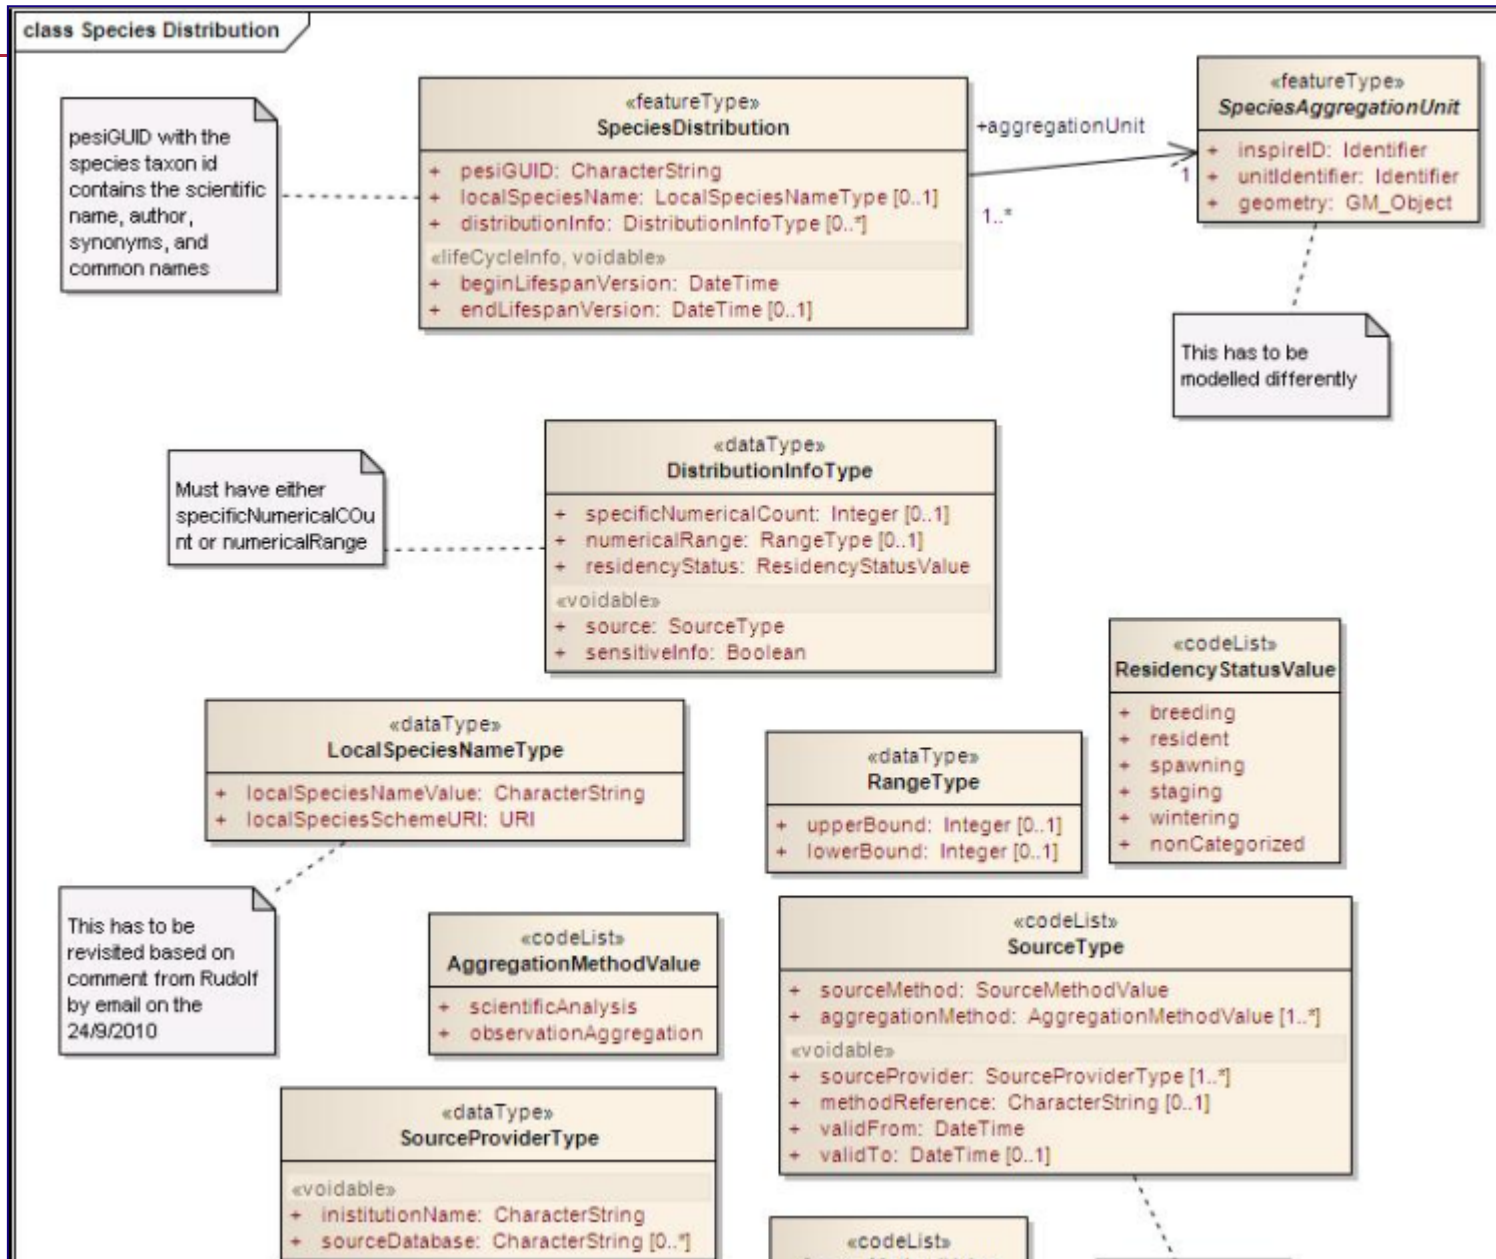 class Species Distribution
pesiGUID with the
species taxon id
contains the scientific
name, author,
synonyms, and
common names
«featureType»
SpeciesDistribution
+ pesiGUID: CharacterString
+ localSpeciesName: LocalSpeciesNameType [0..1]
+ distributionInfo: DistributionInfoType [0..*]
«lifeCycleInfo, voidable»
+ beginLifespanVersion: DateTime
+ endLifespanVersion: DateTime [0..1]
+aggregationUnit
1
1..*
«featureType»
SpeciesAggregationUnit
+ inspireID: Identifier
+ unitIdentifier: Identifier
+ geometry: GM_Object
This has to be
modelled differently
Must have either
specificNumericalCOu
nt or numericalRange
«dataType»
DistributionInfoType
+ specificNumericalCount: Integer [0..1]
+ numericalRange: RangeType [0..1]
+ residencyStatus: ResidencyStatusValue
«voidable»
+ source: SourceType
+ sensitiveInfo: Boolean
«codeList»
ResidencyStatusValue
+ breeding
+ resident
+ spawning
+ staging
+ wintering
+ nonCategorized
«dataType»
LocalSpeciesNameType
+ localSpeciesNameValue: CharacterString
+ localSpeciesSchemeURI: URI
«dataType»
RangeType
+ upperBound: Integer [0..1]
+ lowerBound: Integer [0..1]
This has to be
revisited based on
comment from Rudolf
by email on the
24/9/2010
«codeList»
AggregationMethodValue
+ scientificAnalysis
+ observationAggregation
«codeList»
SourceType
+ sourceMethod: SourceMethodValue
+ aggregationMethod: AggregationMethodValue [1..*]
«voidable»
+ sourceProvider: SourceProviderType [1..*]
+ methodReference: CharacterString [0..1]
+ validFrom: DateTime
+ validTo: DateTime [0..1]
«dataType»
SourceProviderType
«voidable»
+ inistitutionName: CharacterString
+ sourceDatabase: CharacterString [0..*]
«codeList»